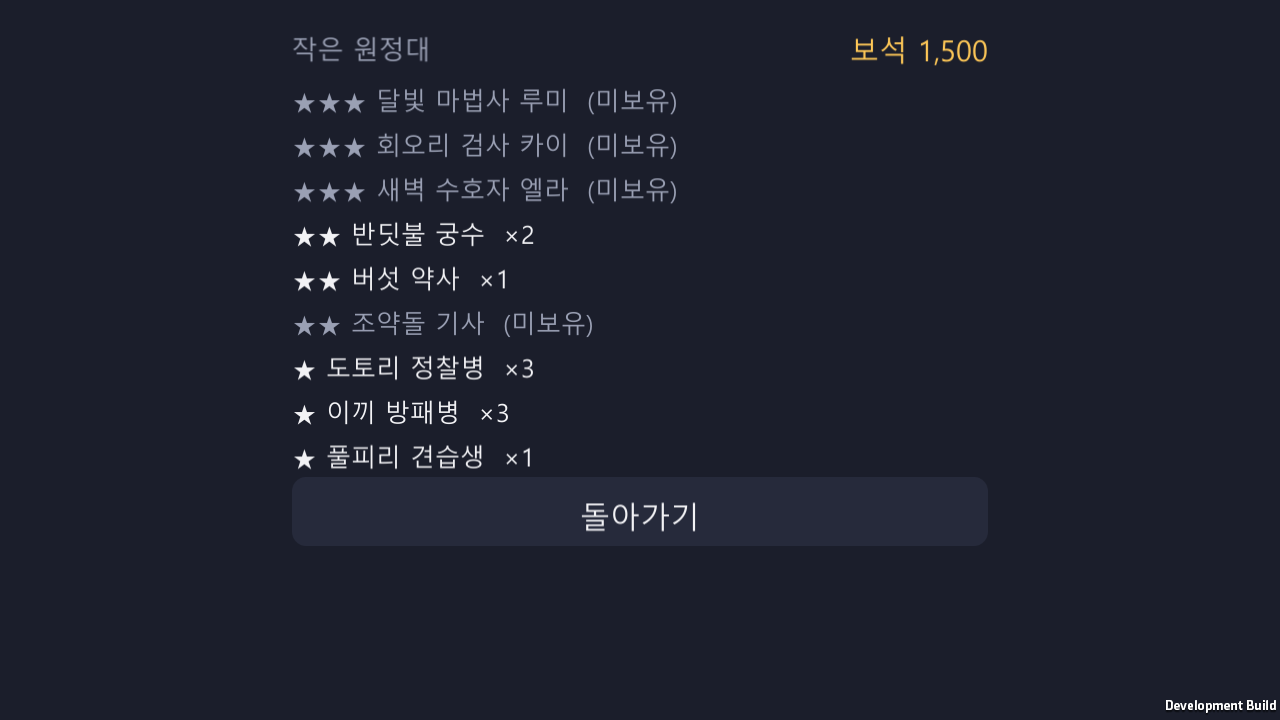 작은 원정대
보석 1,500
★★★ 달빛 마법사 루미 (미보유)
★★★ 회오리 검사 카이 (미보유)
★★★ 새벽 수호자 엘라 (미보유)
★★ 반딧불 궁수 ×2
★★ 버섯 약사 ×1
★★ 조약돌 기사 (미보유)
★ 도토리 정찰병 ×3
★ 이끼 방패병 ×3
★ 풀피리 견습생 ×1
돌아가기
Development Build